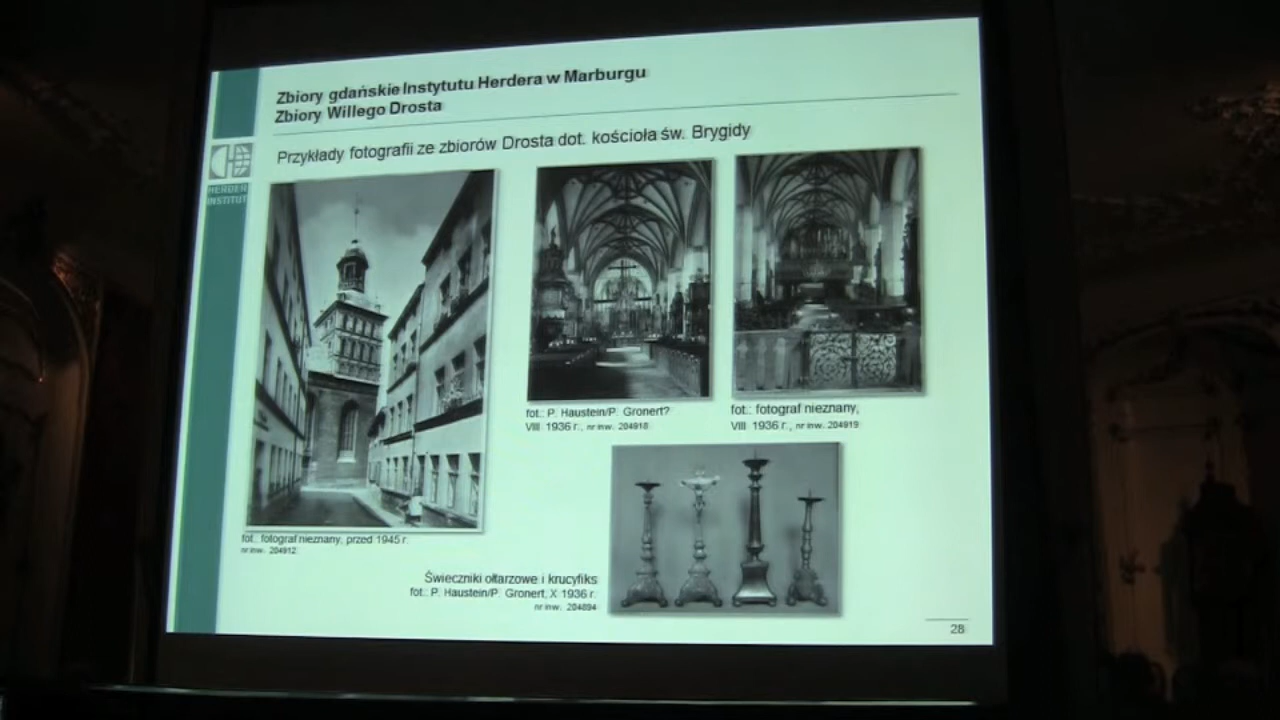 Zbiory gdańskie Instytutu Herdera w Marburgu
Zbiory Willego Drosta
Przykłady fotografii ze zbiorów Drosta dot. kościoła św. Brygidy
HERDER
INSTITUT
fot.: P. Haustein/P. Gronert?
VIII 1936 r., nr inw. 204918
fot.: fotograf nieznany,
VIII 1936 r., nr inw. 204919
fot.: fotograf nieznany, przed 1945 r.
nr inw. 204912
Świeczniki ołtarzowe i krucyfiks
fot.: P. Haustein/P. Gronert, X 1936 r.
nr inw. 204894
28